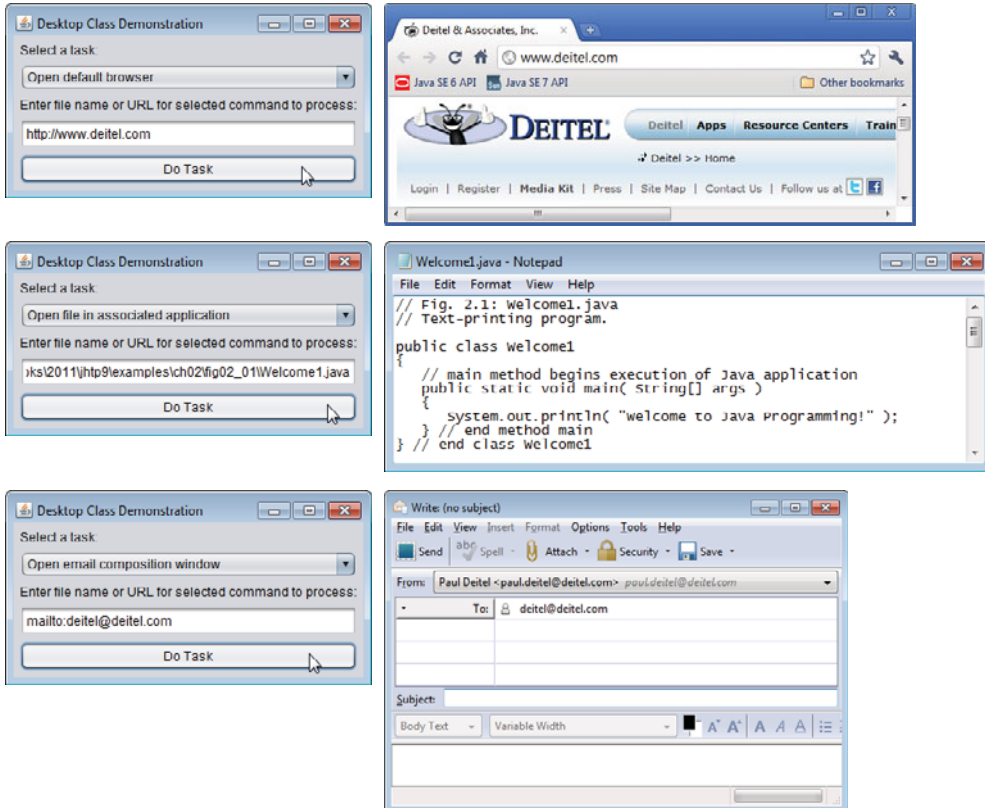 Desktop Class Demonstration
Select a task:
Open default browser
Enter file name or URL for selected command to process:
http://www.deitel.com
Do Task
Deitel & Associates, Inc.
www.deitel.com
Java SE 6 API Java SE 7 API Other bookmarks
DEITEL
Deitel Apps Resource Centers Train
Deitel >> Home
Login | Register | Media Kit | Press | Site Map | Contact Us | Follow us at
Desktop Class Demonstration
Select a task:
Open file in associated application
Enter file name or URL for selected command to process:
oks\2011\jhtp9\examples\ch02\fig02_01\Welcome1.java
Do Task
Welcome1.java - Notepad
File Edit Format View Help
// Fig. 2.1: Welcome1.java
// Text-printing program.
public class Welcome1
{
// main method begins execution of Java application
public static void main( String[] args )
{
System.out.println( "Welcome to Java Programming!" );
} // end method main
} // end class Welcome1
Desktop Class Demonstration
Select a task:
Open email composition window
Enter file name or URL for selected command to process:
mailto:deitel@deitel.com
Do Task
Write: (no subject)
File Edit View Insert Format Options Tools Help
Send Spell Attach Security Save
From: Paul Deitel <paul.deitel@deitel.com> paul.deitel@deitel.com
To: deitel@deitel.com
Subject:
Body Text Variable Width